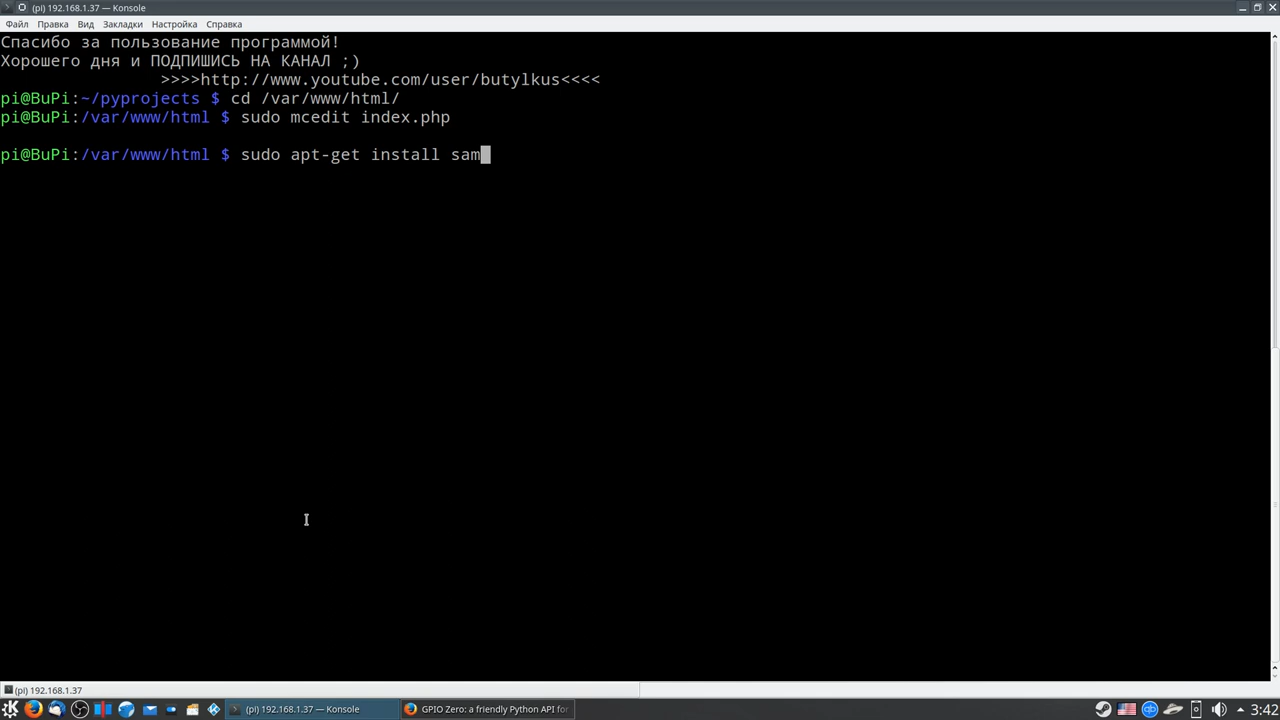 (pi) 192.168.1.37 — Konsole
Файл Правка Вид Закладки Настройка Справка
Спасибо за пользование программой!
Хорошего дня и ПОДПИШИСЬ НА КАНАЛ ;)
>>>>http://www.youtube.com/user/butylkus<<<<
pi@BuPi:~/pyprojects $ cd /var/www/html/
pi@BuPi:/var/www/html $ sudo mcedit index.php
pi@BuPi:/var/www/html $ sudo apt-get install sam
(pi) 192.168.1.37
(pi) 192.168.1.37 — Konsole
GPIO Zero: a friendly Python API for
3:42